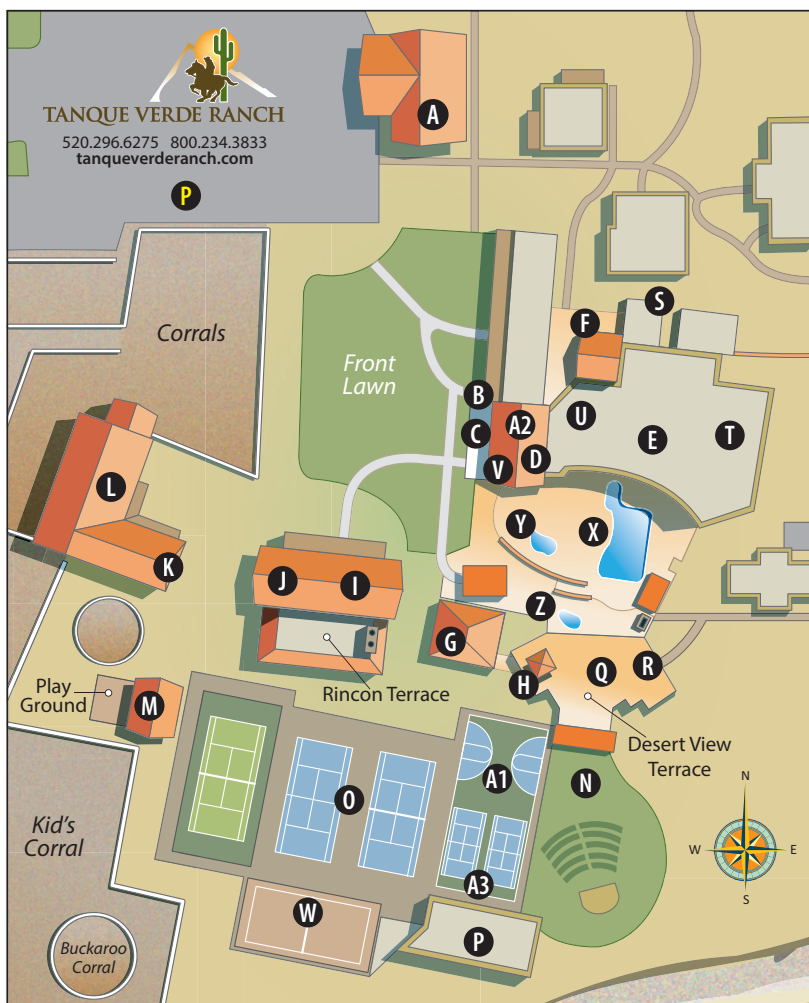 TANQUE VERDE RANCH
520.296.6275 800.234.3833
tanqueverderanch.com
P
A
Corrals
Front
Lawn
F
S
B
C
A2
V
D
U
E
T
L
K
Y
X
J
I
Z
G
H
Q
R
Rincon Terrace
Play
Ground
M
Desert View
Terrace
A1
N
O
Kid's
Corral
A3
W
P
Buckaroo
Corral
N
W
E
S